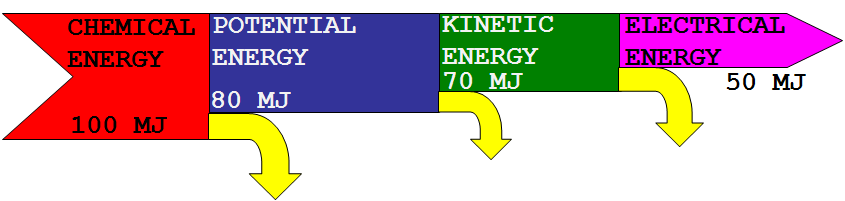 CHEMICAL
ENERGY
100 MJ
POTENTIAL
ENERGY
80 MJ
KINETIC
ENERGY
70 MJ
ELECTRICAL
ENERGY
50 MJ